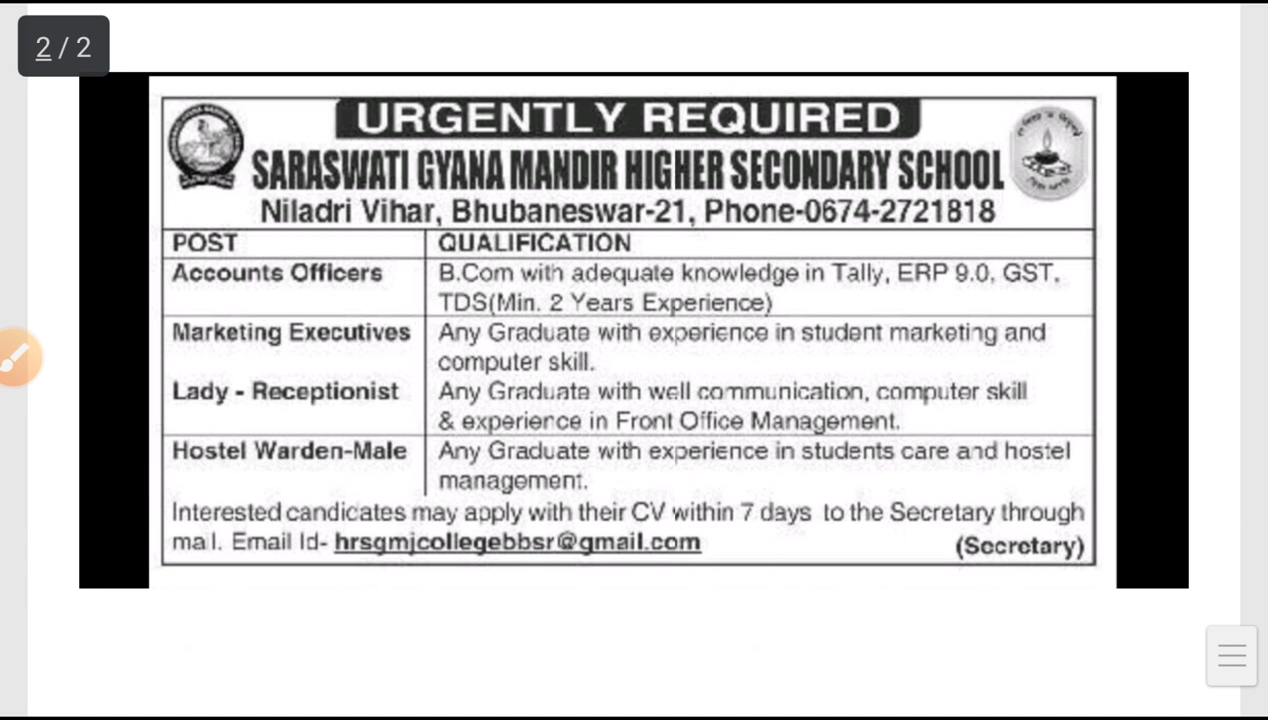 2 / 2
URGENTLY REQUIRED
SARASWATI GYANA MANDIR HIGHER SECONDARY SCHOOL
Niladri Vihar, Bhubaneswar-21, Phone-0674-2721818
POST QUALIFICATION
Accounts Officers B.Com with adequate knowledge in Tally, ERP 9.0, GST,
TDS(Min. 2 Years Experience)
Marketing Executives Any Graduate with experience in student marketing and
computer skill.
Lady - Receptionist Any Graduate with well communication, computer skill
& experience in Front Office Management.
Hostel Warden-Male Any Graduate with experience in students care and hostel
management.
Interested candidates may apply with their CV within 7 days to the Secretary through
mail. Email Id- hrsgmjcollegebbsr@gmail.com (Secretary)